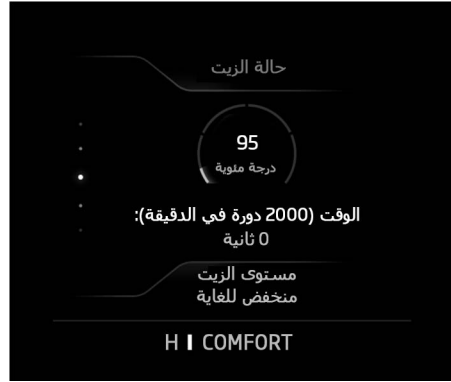 حالة الزيت
95
درجة مئوية
الوقت (2000 دورة في الدقيقة):
0 ثانية
مستوى الزيت
منخفض للغاية
H I COMFORT